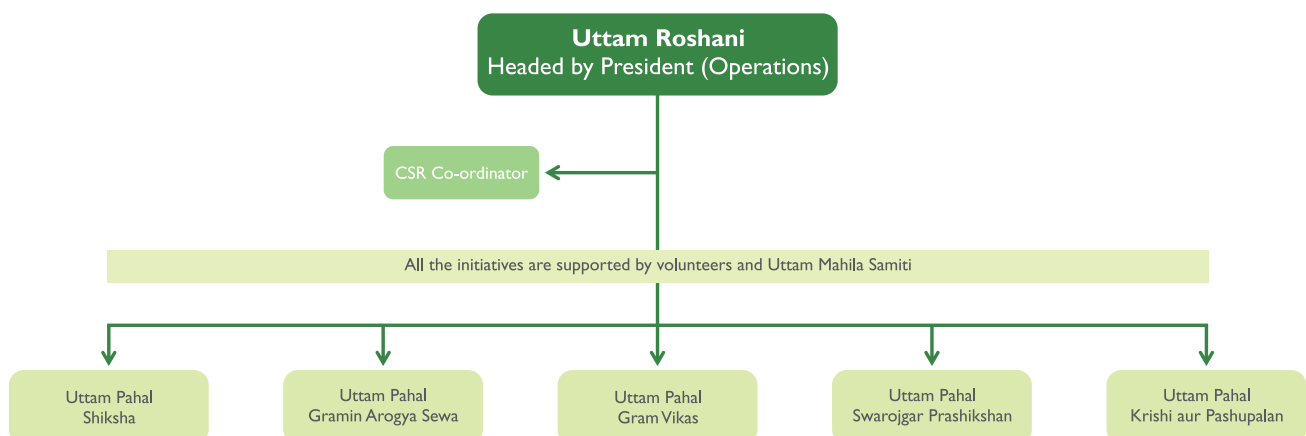 Uttam Roshani
Headed by President (Operations)
CSR Co-ordinator
All the initiatives are supported by volunteers and Uttam Mahila Samiti
Uttam Pahal
Shiksha
Uttam Pahal
Gramin Arogya Sewa
Uttam Pahal
Gram Vikas
Uttam Pahal
Swarojgar Prashikshan
Uttam Pahal
Krishi aur Pashupalan